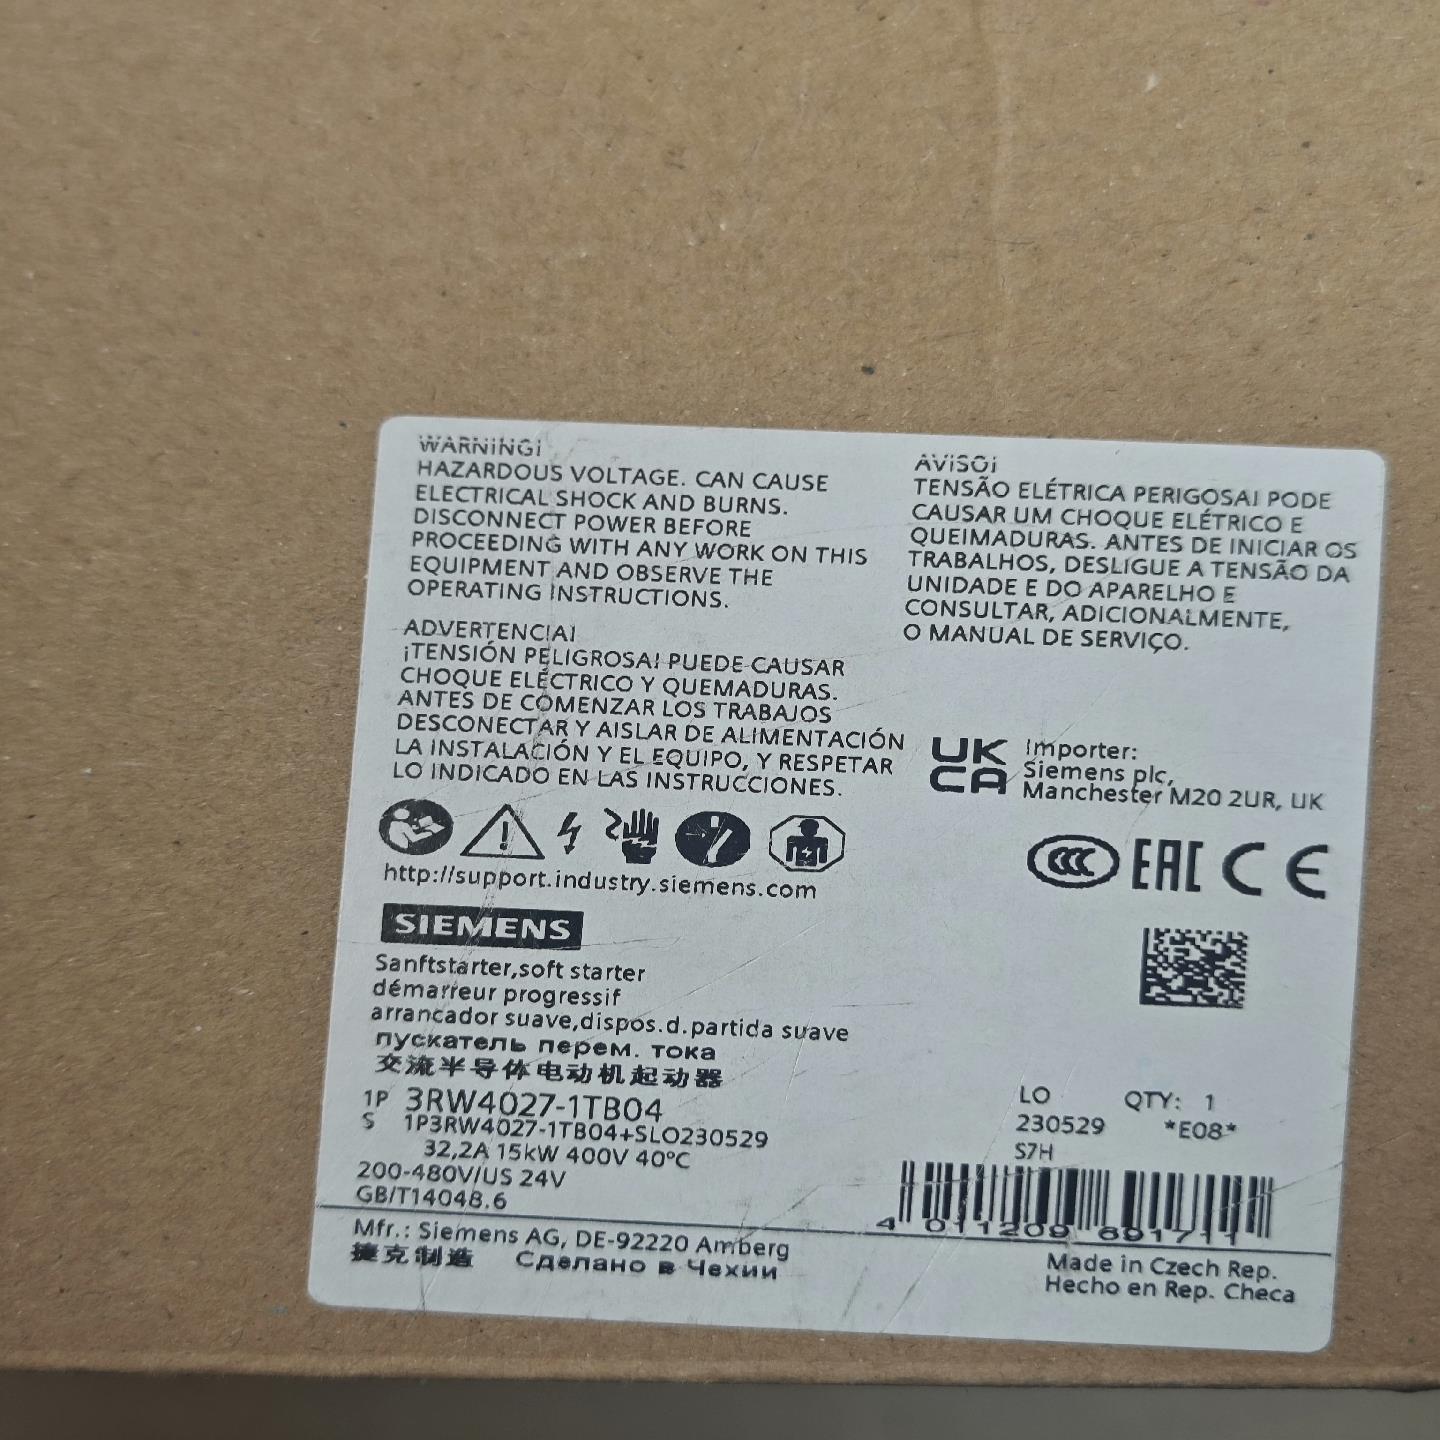 WARNING!
HAZARDOUS VOLTAGE. CAN CAUSE
ELECTRICAL SHOCK AND BURNS.
DISCONNECT POWER BEFORE
PROCEEDING WITH ANY WORK ON THIS
EQUIPMENT AND OBSERVE THE
OPERATING INSTRUCTIONS.
ADVERTENCIA!
¡TENSIÓN PELIGROSA! PUEDE CAUSAR
CHOQUE ELÉCTRICO Y QUEMADURAS.
ANTES DE COMENZAR LOS TRABAJOS
DESCONECTAR Y AISLAR DE ALIMENTACIÓN
LA INSTALACIÓN Y EL EQUIPO, Y RESPETAR
LO INDICADO EN LAS INSTRUCCIONES.
AVISO!
TENSÃO ELÉTRICA PERIGOSA! PODE
CAUSAR UM CHOQUE ELÉTRICO E
QUEIMADURAS. ANTES DE INICIAR OS
TRABALHOS, DESLIGUE A TENSÃO DA
UNIDADE E DO APARELHO E
CONSULTAR, ADICIONALMENTE,
O MANUAL DE SERVIÇO.
UK
CA
Importer:
Siemens plc,
Manchester M20 2UR, UK
CCC EAC CE
http://support.industry.siemens.com
SIEMENS
Sanftstarter,soft starter
démarreur progressif
arrancador suave,dispos.d.partida suave
пускатель перем. тока
交流半导体电动机起动器
1P 3RW4027-1TB04
S 1P3RW4027-1TB04+SLO230529
32,2A 15kW 400V 40°C
200-480V/US 24V
GB/T14048.6
LO QTY: 1
230529 *E08*
S7H
4 011209 691711
Mfr.: Siemens AG, DE-92220 Amberg
捷克制造 Сделано в Чехии
Made in Czech Rep.
Hecho en Rep. Checa